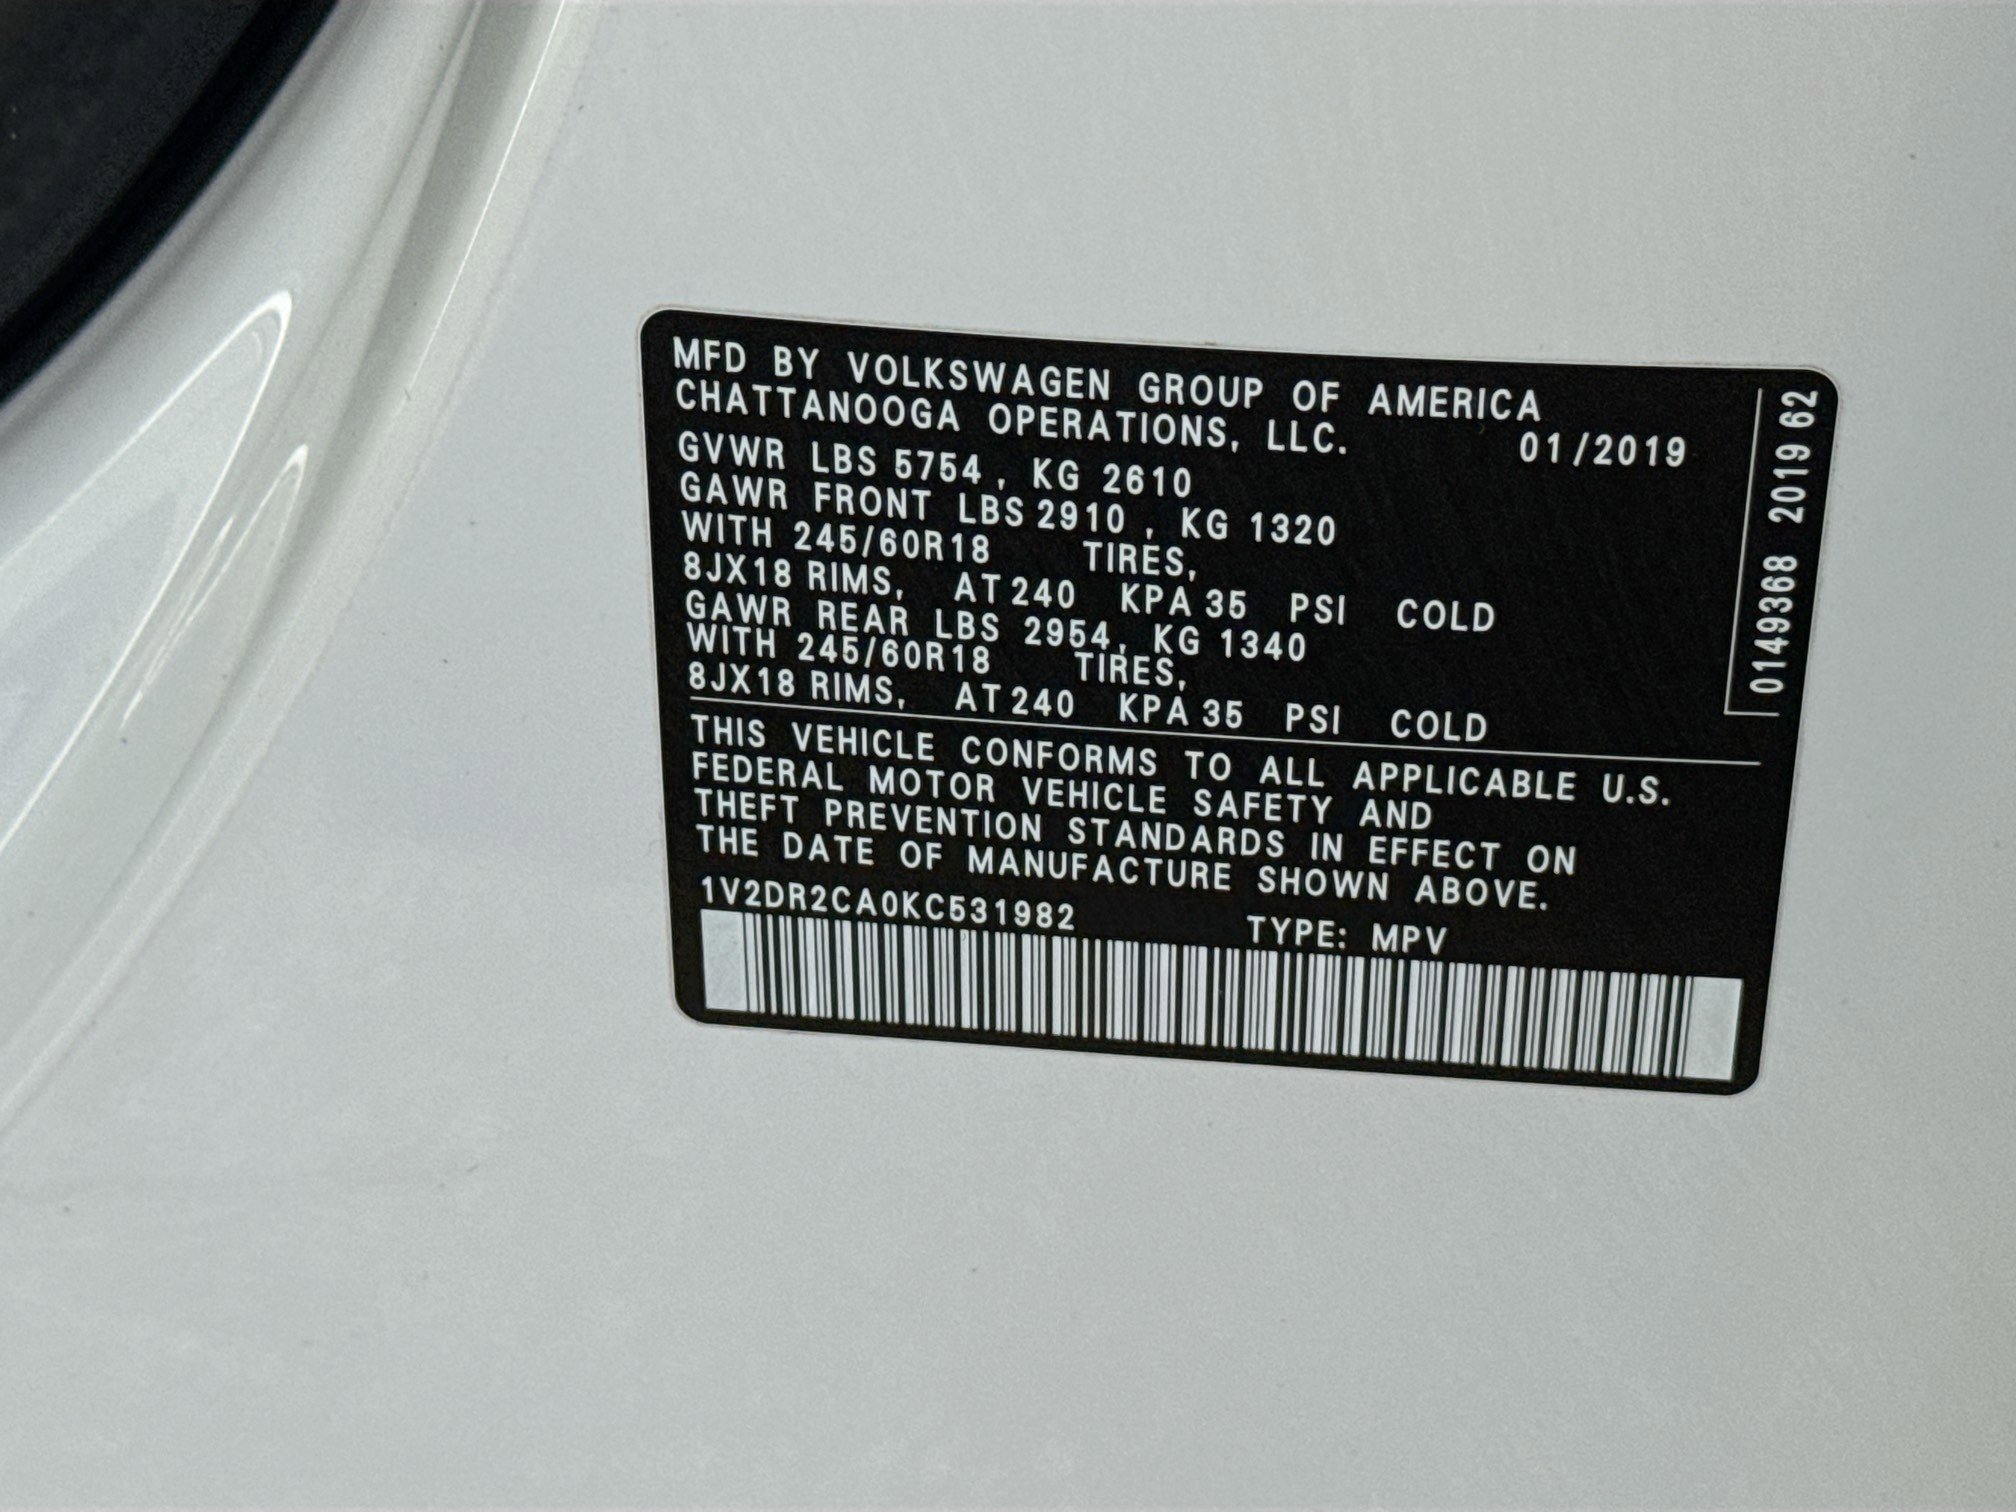 MFD BY VOLKSWAGEN GROUP OF AMERICA
CHATTANOOGA OPERATIONS, LLC. 01/2019
GVWR LBS 5754, KG 2610
GAWR FRONT LBS 2910, KG 1320
WITH 245/60R18 TIRES,
8JX18 RIMS, AT 240 KPA 35 PSI COLD
GAWR REAR LBS 2954, KG 1340
WITH 245/60R18 TIRES,
8JX18 RIMS, AT 240 KPA 35 PSI COLD
THIS VEHICLE CONFORMS TO ALL APPLICABLE U.S.
FEDERAL MOTOR VEHICLE SAFETY AND
THEFT PREVENTION STANDARDS IN EFFECT ON
THE DATE OF MANUFACTURE SHOWN ABOVE.
1V2DR2CA0KC531982 TYPE: MPV
0149368 2019 62